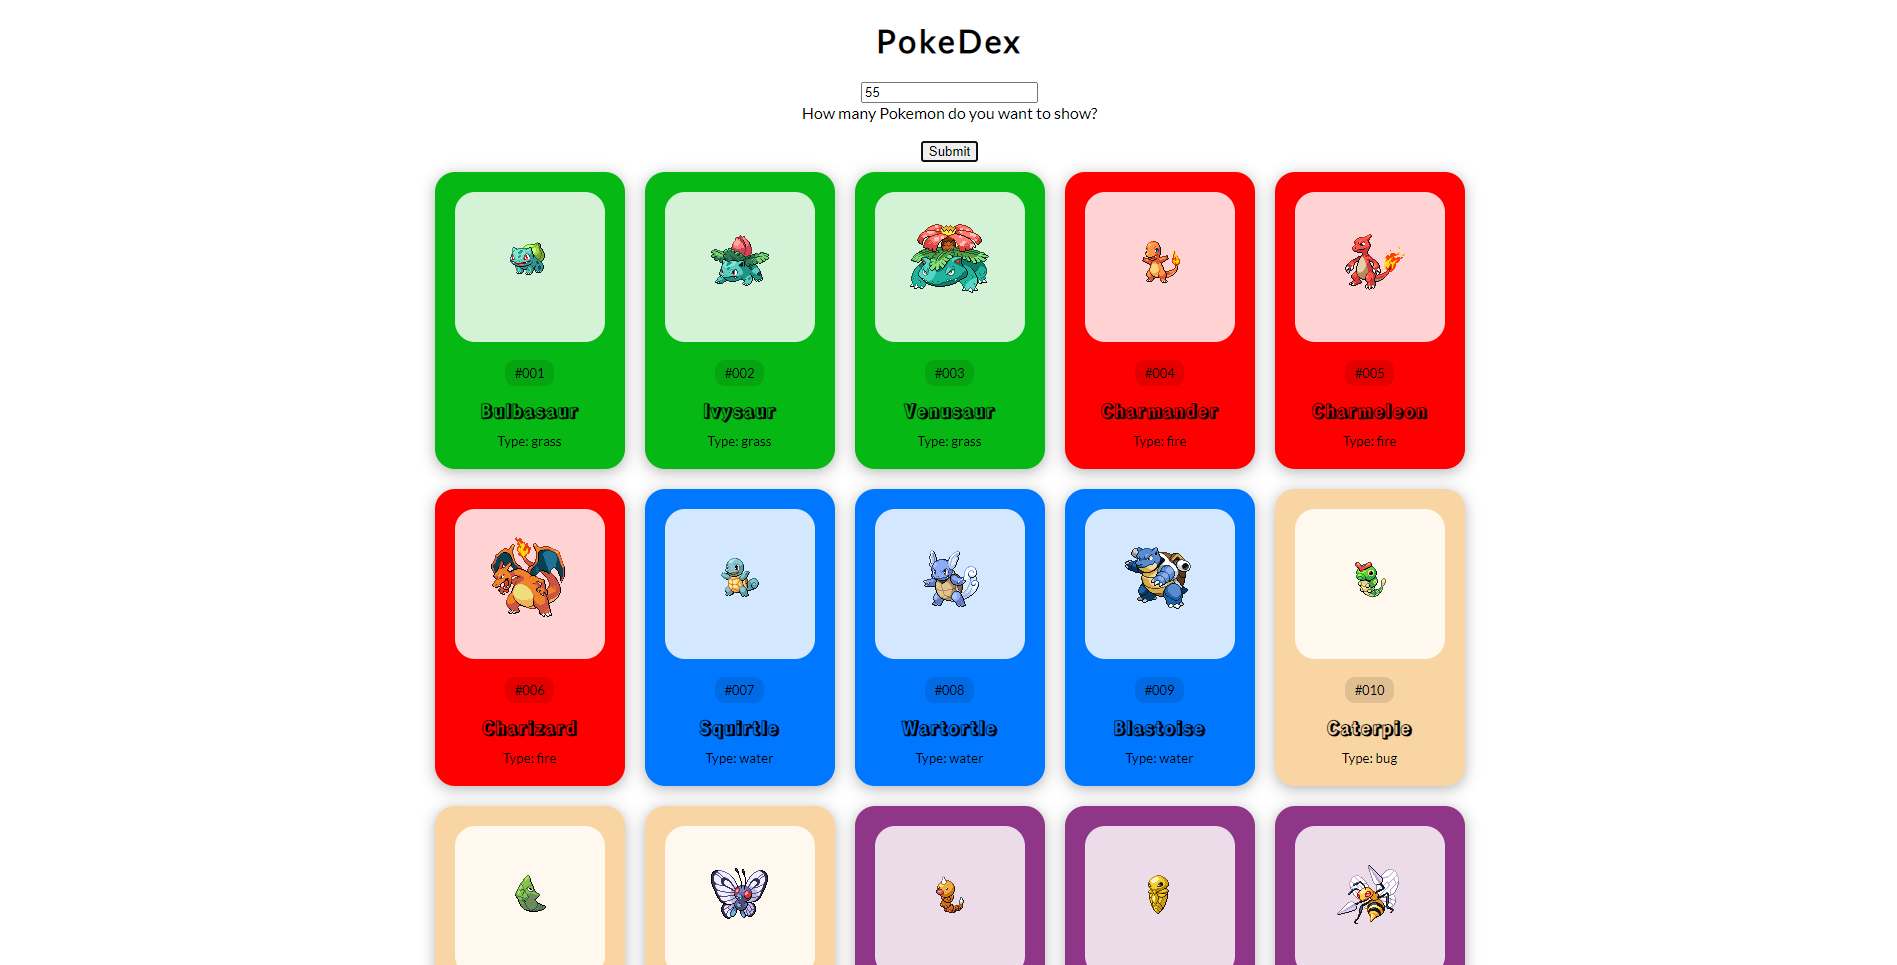 PokeDex
55
How many Pokemon do you want to show?
Submit
#001
Bulbasaur
Type: grass
#002
Ivysaur
Type: grass
#003
Venusaur
Type: grass
#004
Charmander
Type: fire
#005
Charmeleon
Type: fire
#006
Charizard
Type: fire
#007
Squirtle
Type: water
#008
Wartortle
Type: water
#009
Blastoise
Type: water
#010
Caterpie
Type: bug